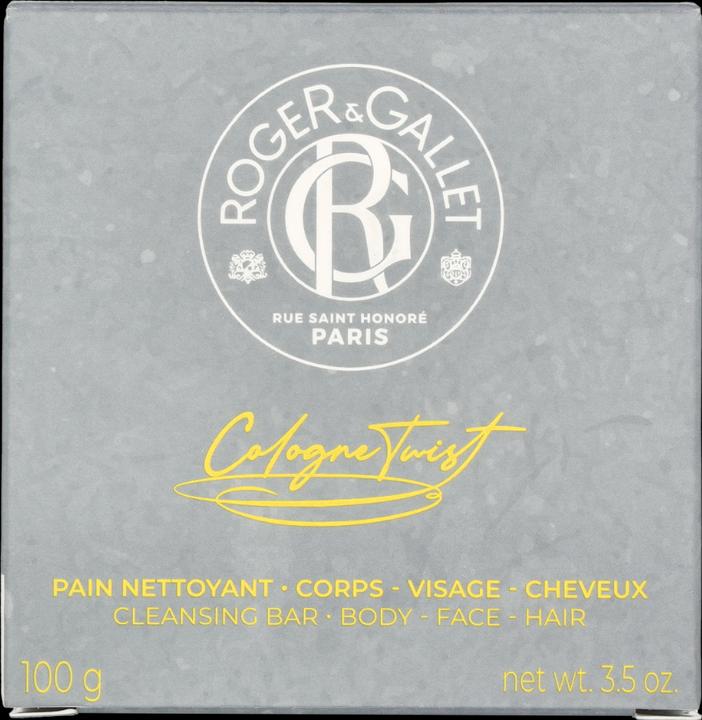 ROGER & GALLET
RG
RUE SAINT HONORÉ
PARIS
Cologne Twist
PAIN NETTOYANT • CORPS - VISAGE - CHEVEUX
CLEANSING BAR • BODY - FACE - HAIR
100 g
net wt. 3.5 oz.